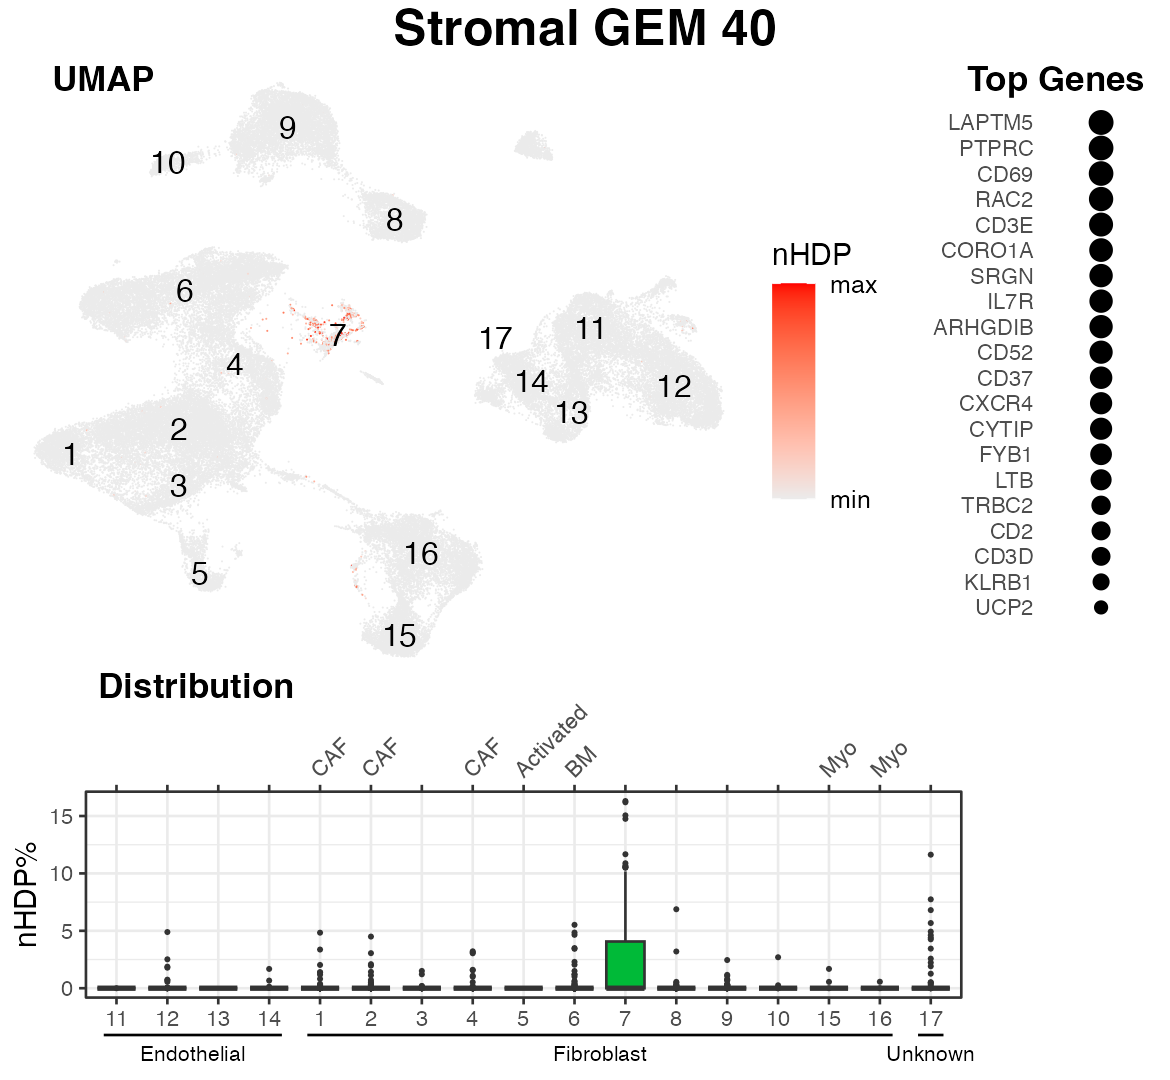 Stromal GEM 40
UMAP
Top Genes
9
10
8
6
7
4
2
1
3
5
16
15
17
11
14
12
13
nHDP
max
min
LAPTM5
PTPRC
CD69
RAC2
CD3E
CORO1A
SRGN
IL7R
ARHGDIB
CD52
CD37
CXCR4
CYTIP
FYB1
LTB
TRBC2
CD2
CD3D
KLRB1
UCP2
Distribution
CAF CAF CAF Activated BM Myo Myo
nHDP%
15
10
5
0
11 12 13 14 1 2 3 4 5 6 7 8 9 10 15 16 17
Endothelial Fibroblast Unknown